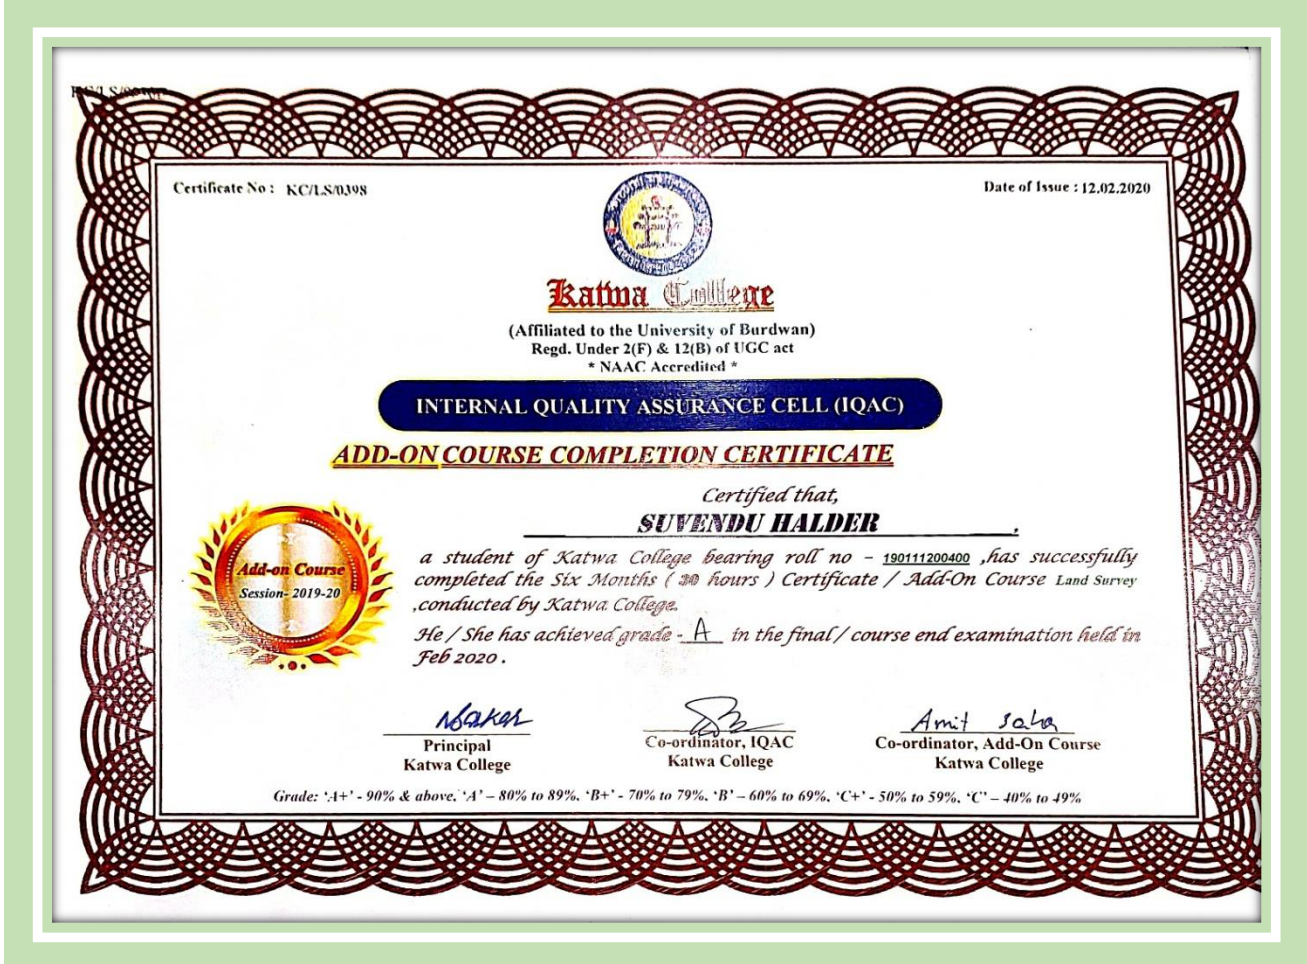 Certificate No : KC/LS/0398
Date of Issue : 12.02.2020
Katwa College
(Affiliated to the University of Burdwan)
Regd. Under 2(F) & 12(B) of UGC act
* NAAC Accredited *
INTERNAL QUALITY ASSURANCE CELL (IQAC)
ADD-ON COURSE COMPLETION CERTIFICATE
Certified that,
SUVENDU HALDER .
Add-on Course
Session- 2019-20
a student of Katwa College bearing roll no – 190111200400 ,has successfully
completed the Six Months ( 30 hours ) Certificate / Add-On Course Land Survey
,conducted by Katwa College.
He / She has achieved grade - A in the final / course end examination held in
Feb 2020 .
Amit Saha
Principal
Katwa College
Co-ordinator, IQAC
Katwa College
Co-ordinator, Add-On Course
Katwa College
Grade: 'A+' - 90% & above, 'A' – 80% to 89%, 'B+' - 70% to 79%, 'B' – 60% to 69%, 'C+' - 50% to 59%, 'C' – 40% to 49%